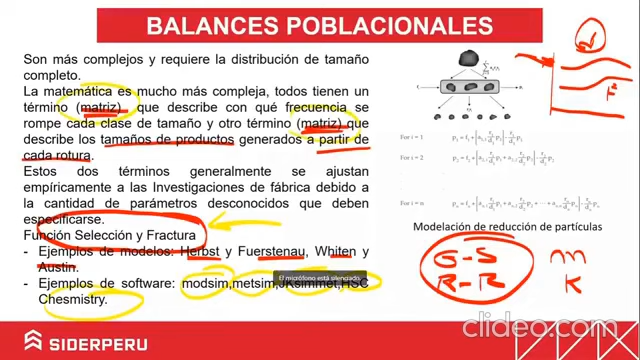 BALANCES POBLACIONALES
Son más complejos y requiere la distribución de tamaño
completo.
La matemática es mucho más compleja, todos tienen un
término (matriz) que describe con qué frecuencia se
rompe cada clase de tamaño y otro término (matriz) que
describe los tamaños de productos generados a partir de
cada rotura.
Estos dos términos generalmente se ajustan
empíricamente a las Investigaciones de fábrica debido a
la cantidad de parámetros desconocidos que deben
especificarse.
Función Selección y Fractura
- Ejemplos de modelos: Herbst y Fuerstenau, Whiten y
Austin.
- Ejemplos de software: modsim,metsim,JKsimmet,HSC
Chesmistry.
El micrófono está silenciado.
For i = 1
For i = 2
For i = n
Modelación de reducción de partículas
G-S m
R-R K
SIDERPERU
clideo.com